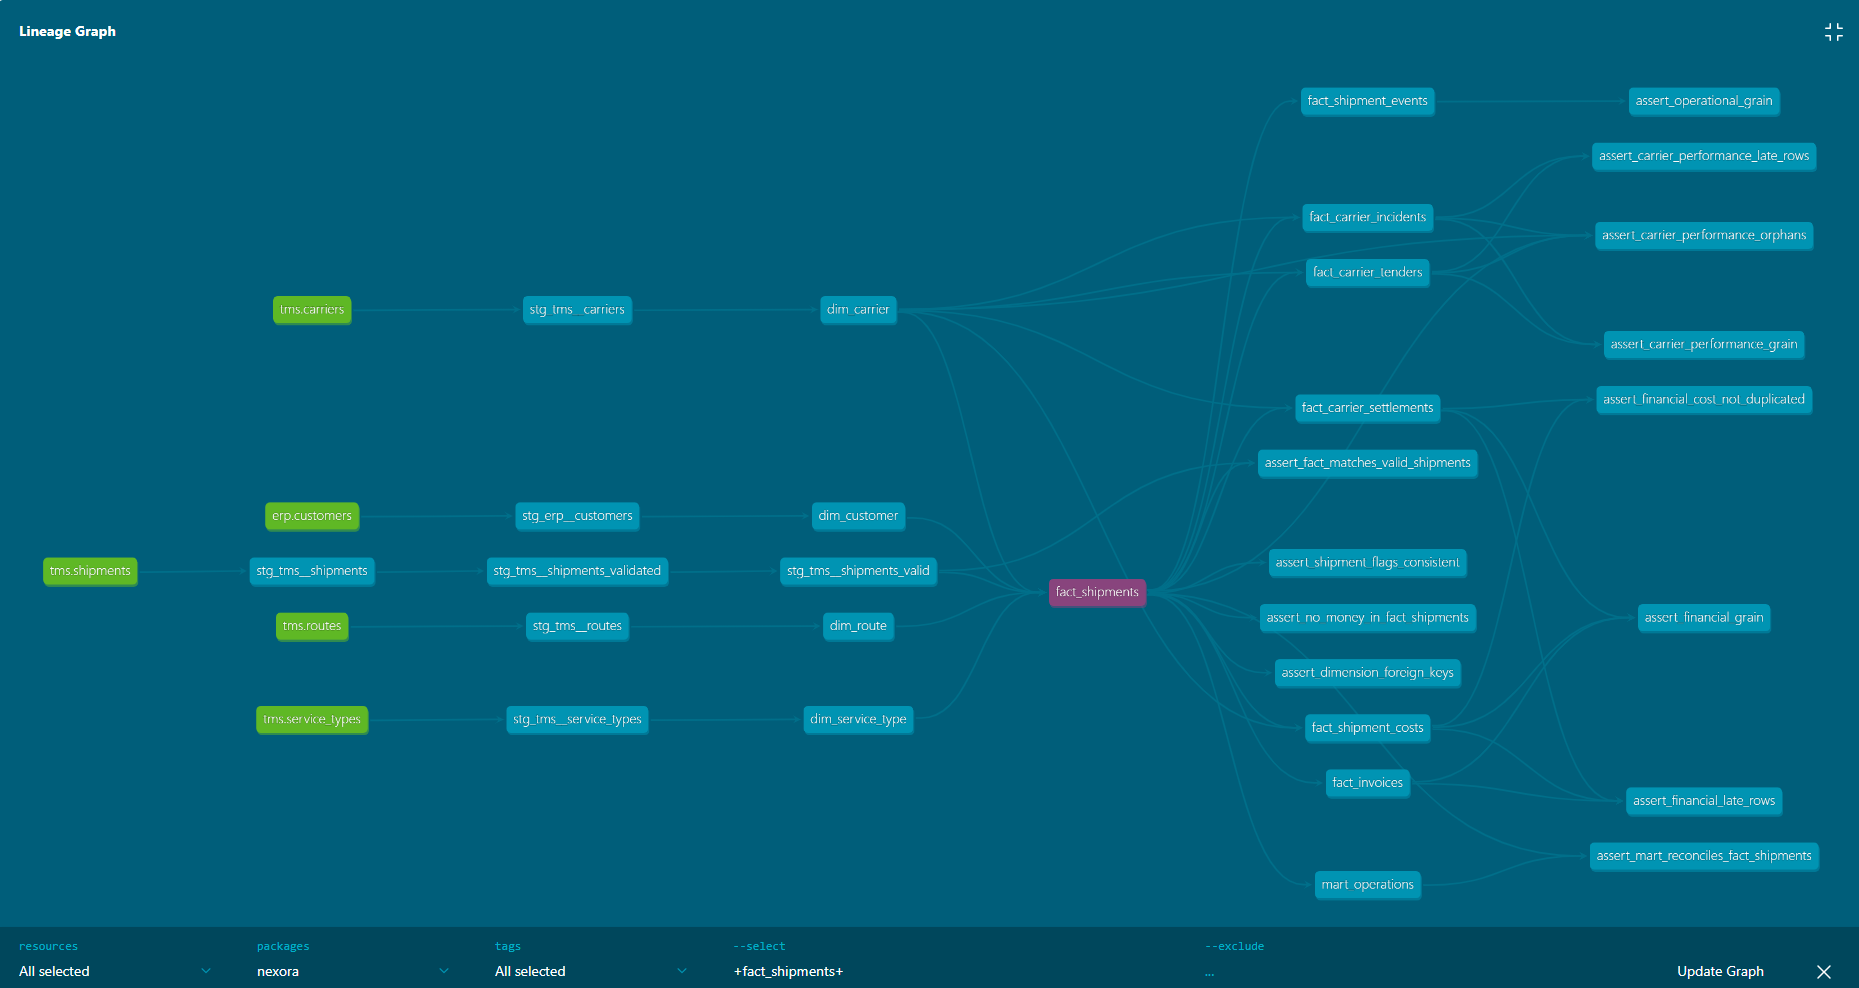 Lineage Graph
fact_shipment_events
assert_operational_grain
assert_carrier_performance_late_rows
fact_carrier_incidents
assert_carrier_performance_orphans
fact_carrier_tenders
tms.carriers
stg_tms__carriers
dim_carrier
assert_carrier_performance_grain
fact_carrier_settlements
assert_financial_cost_not_duplicated
assert_fact_matches_valid_shipments
erp.customers
stg_erp__customers
dim_customer
tms.shipments
stg_tms__shipments
stg_tms__shipments_validated
stg_tms__shipments_valid
assert_shipment_flags_consistent
fact_shipments
tms.routes
stg_tms__routes
dim_route
assert_no_money_in_fact_shipments
assert_financial_grain
assert_dimension_foreign_keys
tms.service_types
stg_tms__service_types
dim_service_type
fact_shipment_costs
fact_invoices
assert_financial_late_rows
assert_mart_reconciles_fact_shipments
mart_operations
resources
packages
tags
--select
--exclude
All selected
nexora
All selected
+fact_shipments+
...
Update Graph